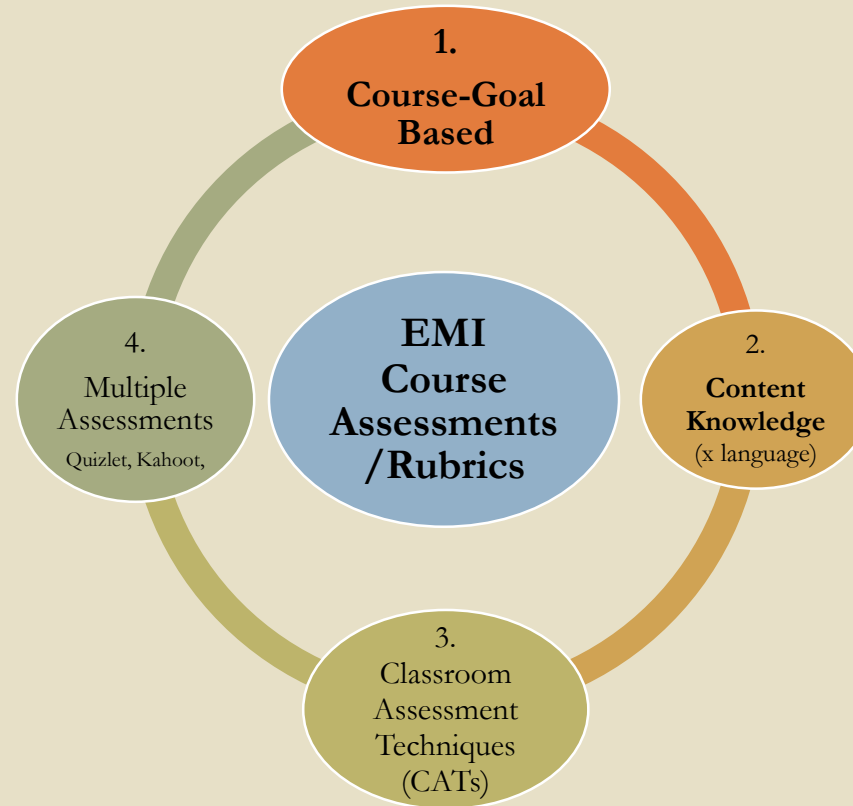 1.
Course-Goal
Based
EMI
Course
Assessments
/Rubrics
2.
Content
Knowledge
(x language)
3.
Classroom
Assessment
Techniques
(CATs)
4.
Multiple
Assessments
Quizlet, Kahoot,